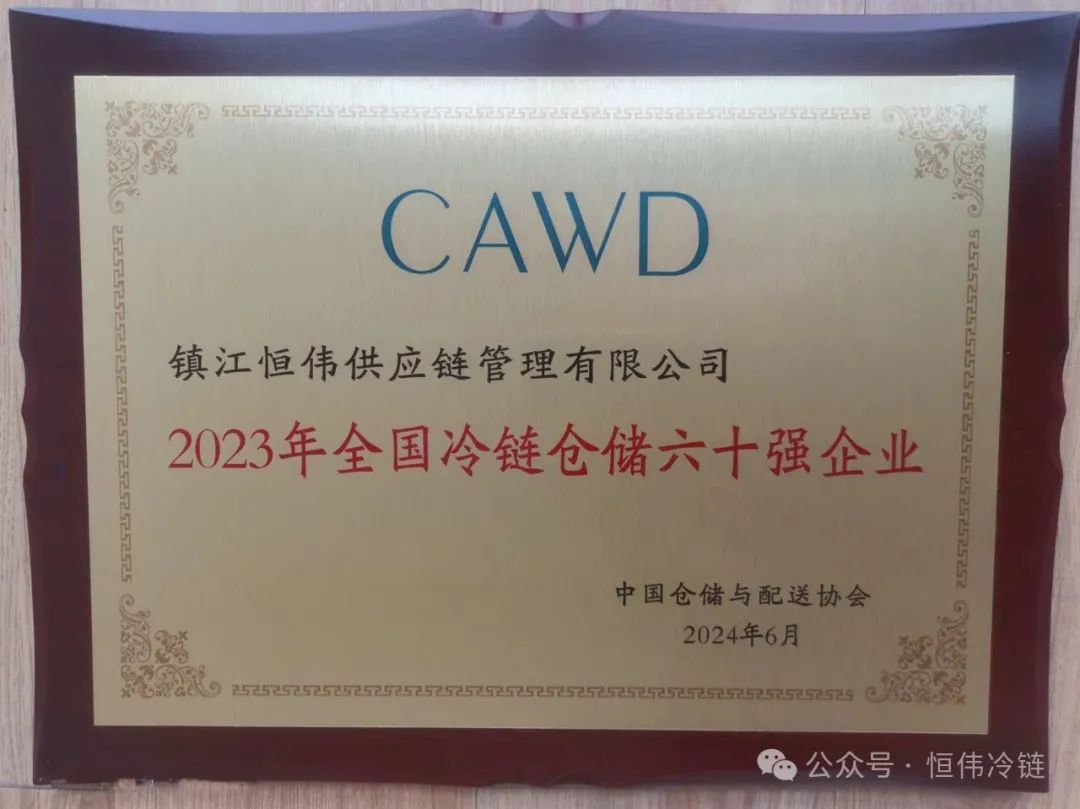 CAWD
镇江恒伟供应链管理有限公司
2023年全国冷链仓储六十强企业
中国仓储与配送协会
2024年6月
公众号·恒伟冷链